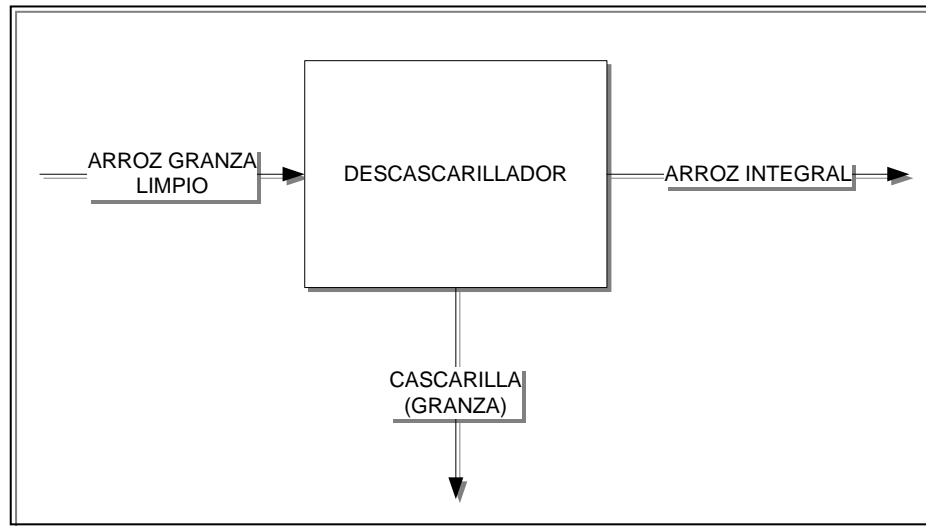 ARROZ GRANZA
LIMPIO
DESCASCARILLADOR
ARROZ INTEGRAL
CASCARILLA
(GRANZA)